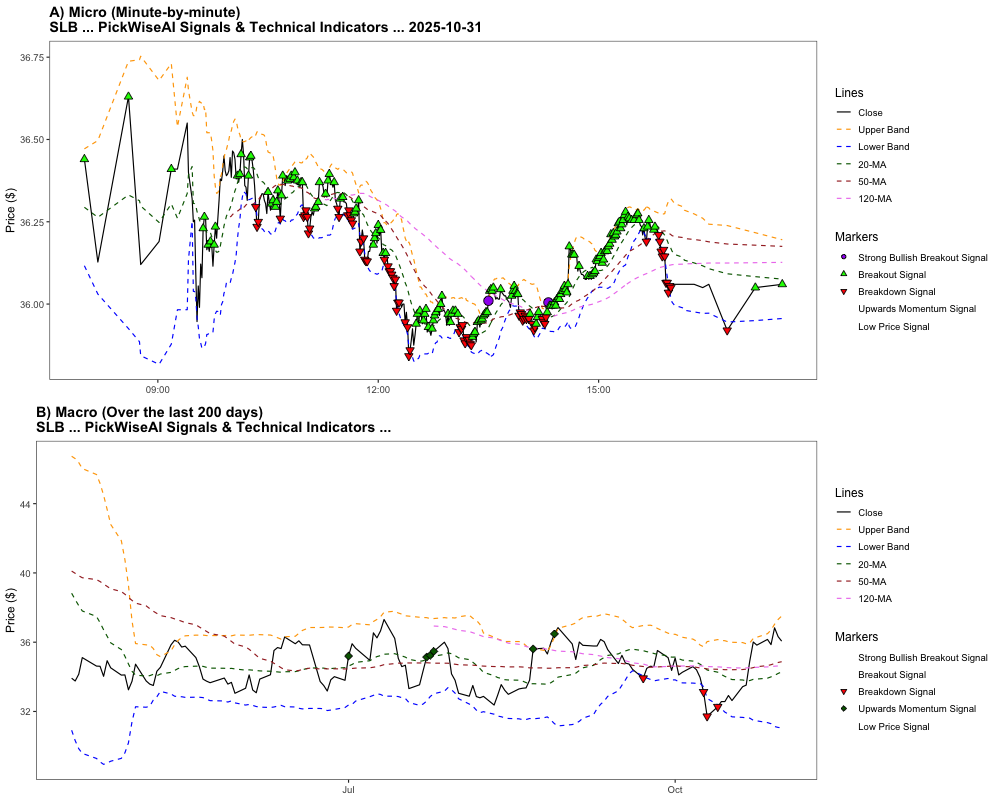 A) Micro (Minute-by-minute)
SLB ... PickWiseAI Signals & Technical Indicators ... 2025-10-31
Price ($)
36.75
36.50
36.25
36.00
09:00
12:00
15:00
Lines
Close
Upper Band
Lower Band
20-MA
50-MA
120-MA
Markers
Strong Bullish Breakout Signal
Breakout Signal
Breakdown Signal
Upwards Momentum Signal
Low Price Signal
B) Macro (Over the last 200 days)
SLB ... PickWiseAI Signals & Technical Indicators ...
Price ($)
44
40
36
32
Jul
Oct
Lines
Close
Upper Band
Lower Band
20-MA
50-MA
120-MA
Markers
Strong Bullish Breakout Signal
Breakout Signal
Breakdown Signal
Upwards Momentum Signal
Low Price Signal